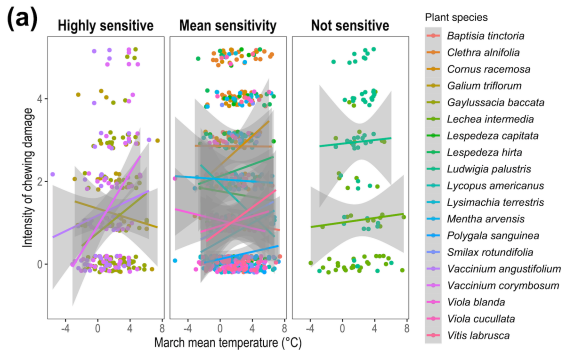 (a)
Highly sensitive
Mean sensitivity
Not sensitive
Intensity of chewing damage
4
2
0
-4 0 4 8
-4 0 4 8
-4 0 4 8
March mean temperature (°C)
Plant species
Baptisia tinctoria
Clethra alnifolia
Cornus racemosa
Galium triflorum
Gaylussacia baccata
Lechea intermedia
Lespedeza capitata
Lespedeza hirta
Ludwigia palustris
Lycopus americanus
Lysimachia terrestris
Mentha arvensis
Polygala sanguinea
Smilax rotundifolia
Vaccinium angustifolium
Vaccinium corymbosum
Viola blanda
Viola cucullata
Vitis labrusca